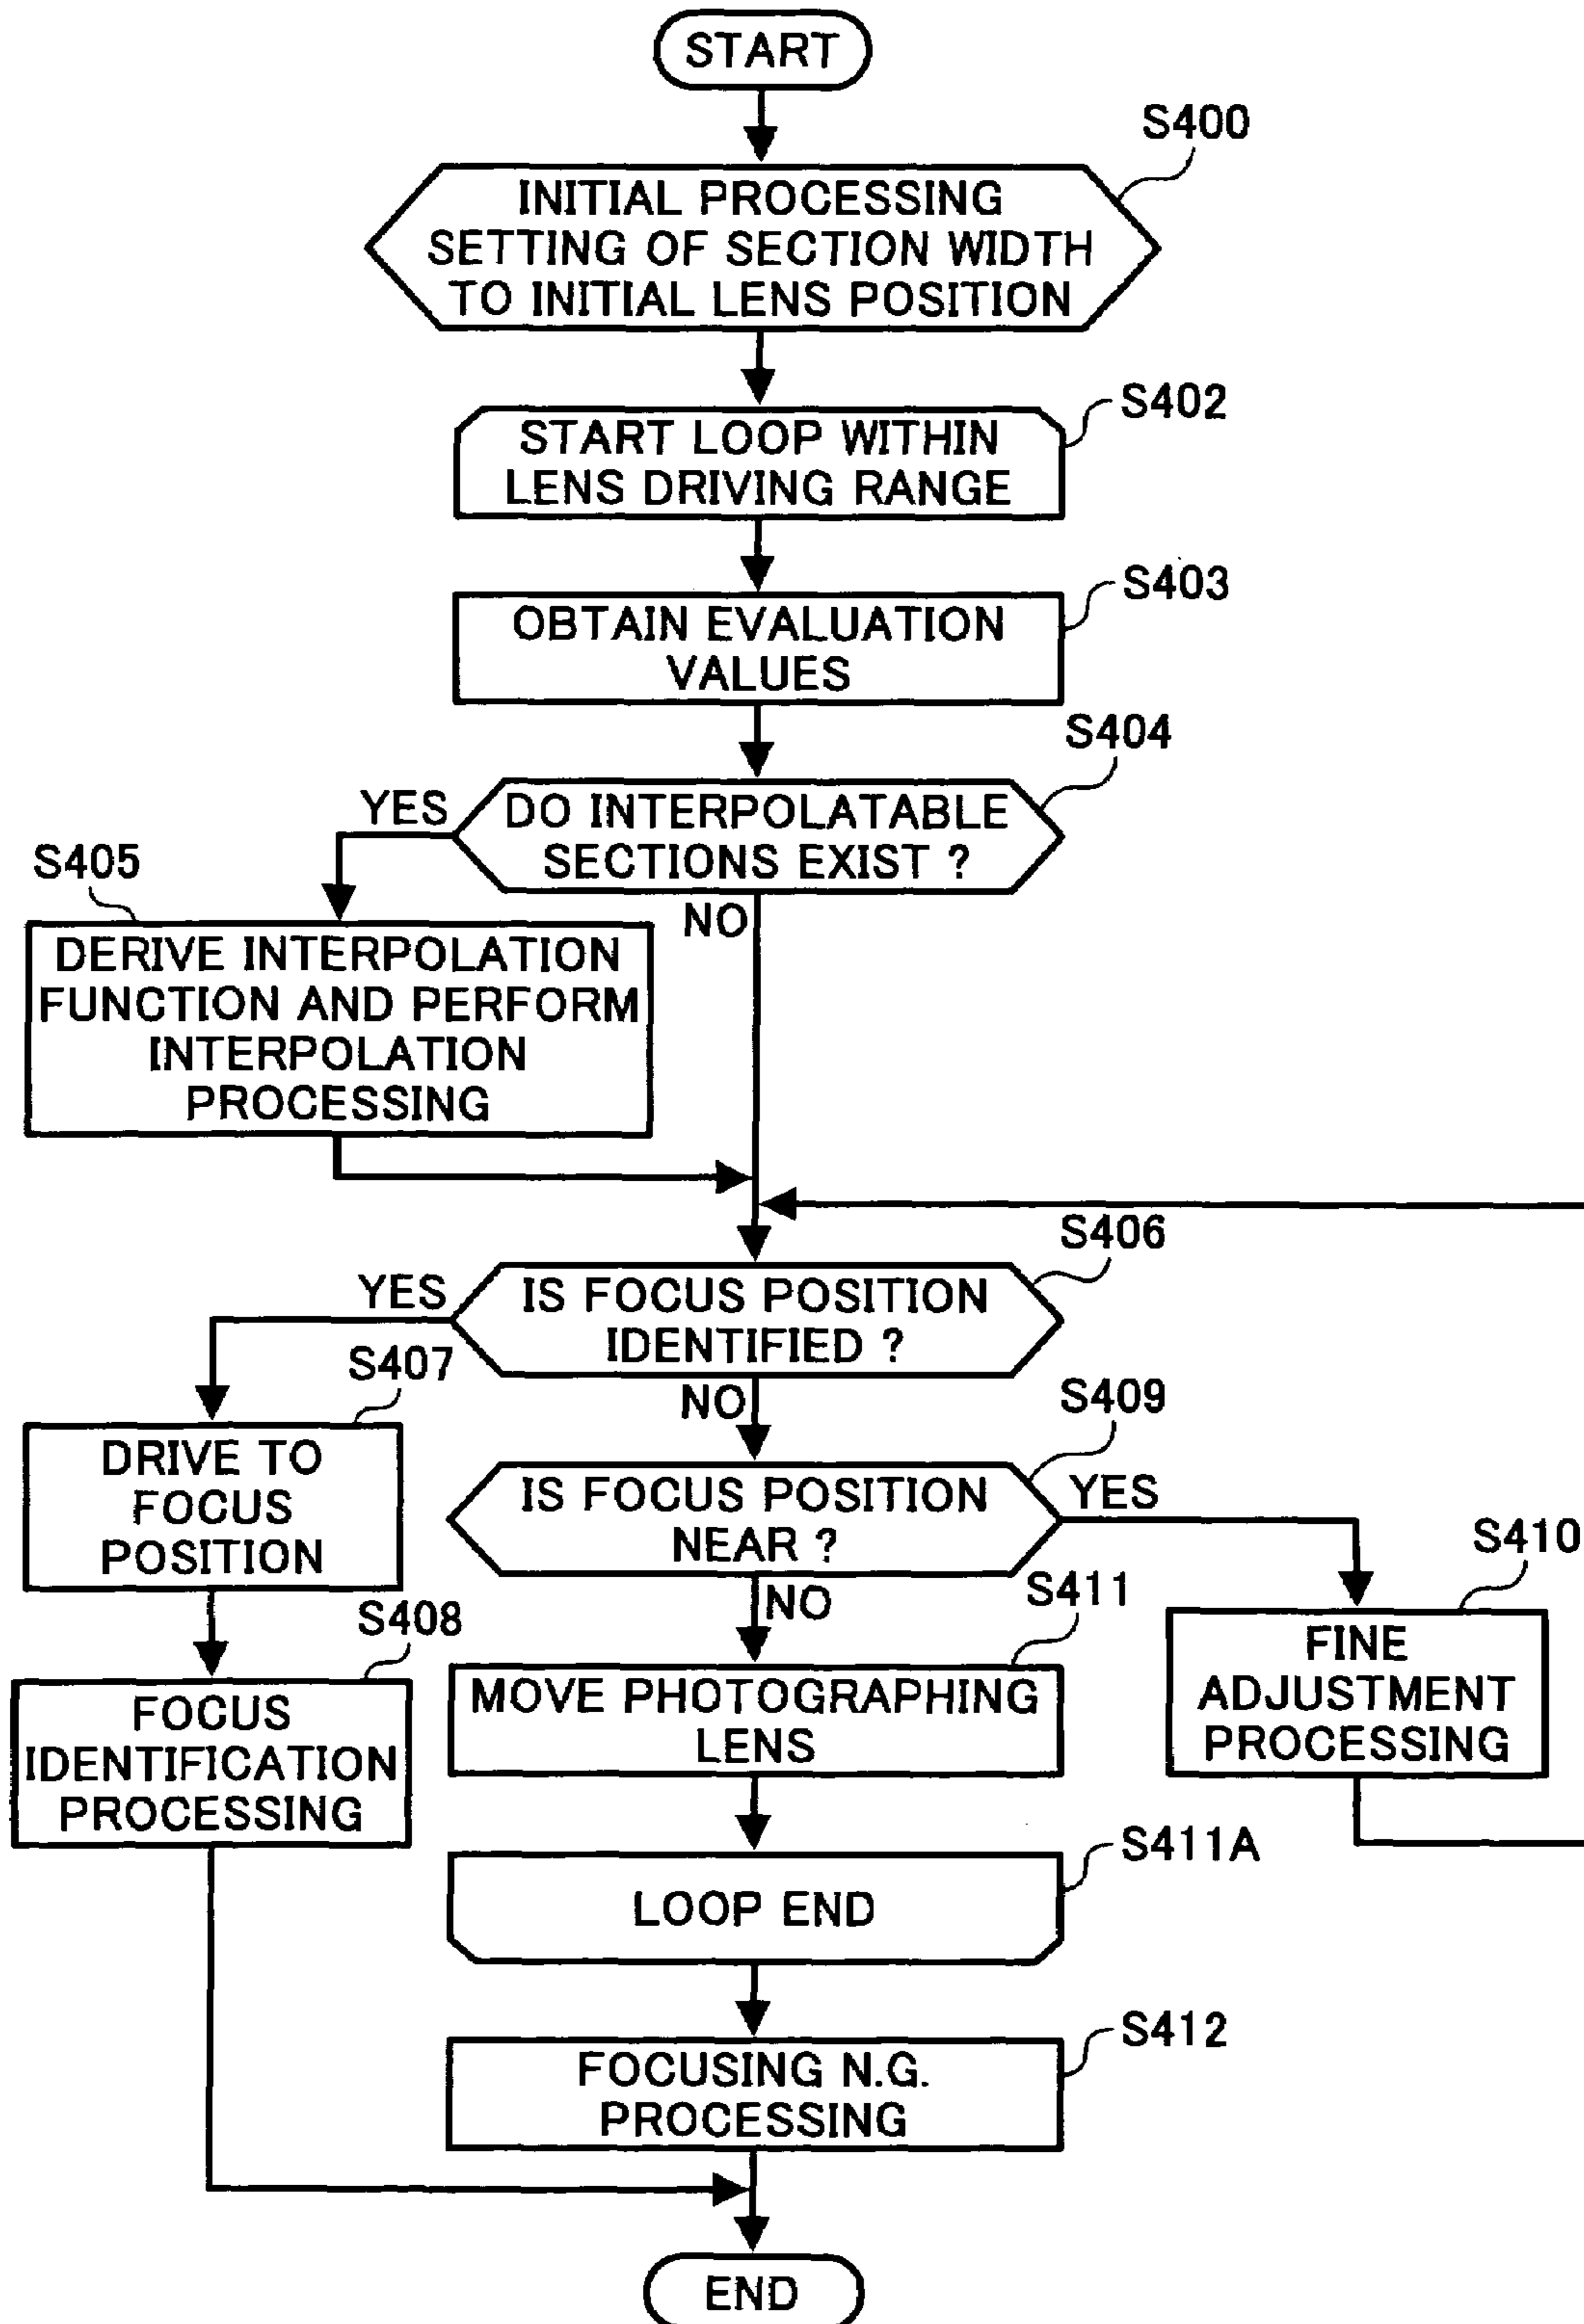 START
S400
INITIAL PROCESSING
SETTING OF SECTION WIDTH
TO INITIAL LENS POSITION
S402
START LOOP WITHIN
LENS DRIVING RANGE
S403
OBTAIN EVALUATION
VALUES
S404
YES
DO INTERPOLATABLE
SECTIONS EXIST ?
S405
NO
DERIVE INTERPOLATION
FUNCTION AND PERFORM
INTERPOLATION
PROCESSING
S406
YES
IS FOCUS POSITION
IDENTIFIED ?
S407
NO
S409
DRIVE TO
FOCUS
POSITION
IS FOCUS POSITION
NEAR ?
YES
S410
S408
NO
S411
FINE
ADJUSTMENT
PROCESSING
FOCUS
IDENTIFICATION
PROCESSING
MOVE PHOTOGRAPHING
LENS
S411A
LOOP END
S412
FOCUSING N.G.
PROCESSING
END